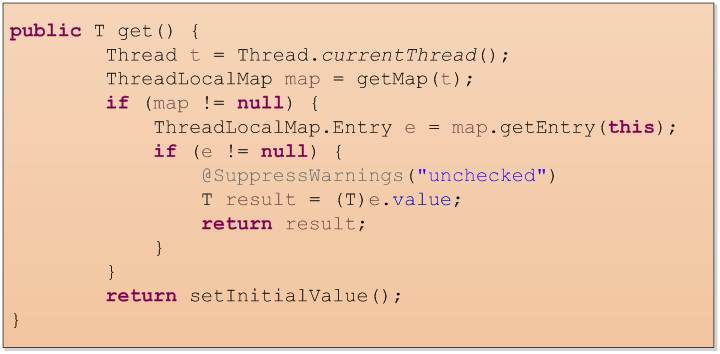 public T get() {
        Thread t = Thread.currentThread();
        ThreadLocalMap map = getMap(t);
        if (map != null) {
            ThreadLocalMap.Entry e = map.getEntry(this);
            if (e != null) {
                @SuppressWarnings("unchecked")
                T result = (T)e.value;
                return result;
            }
        }
        return setInitialValue();
}